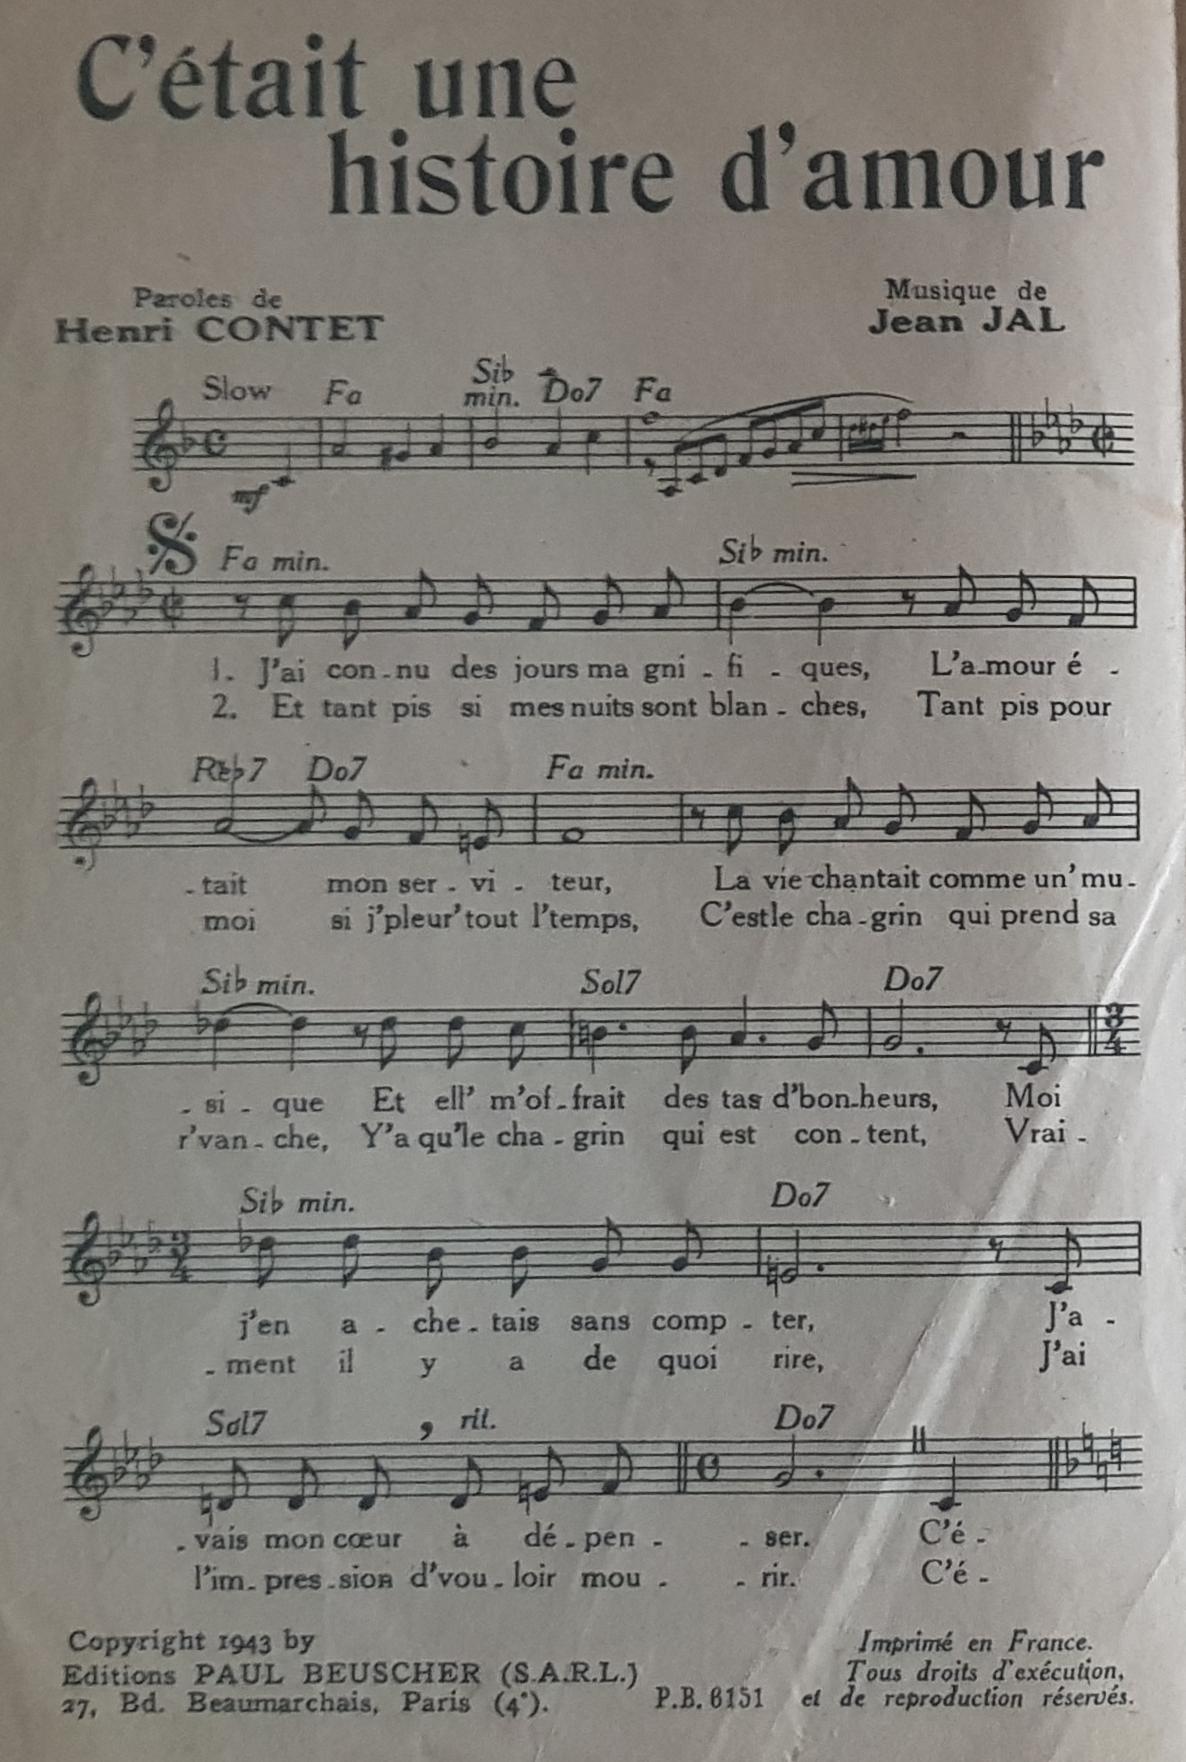 C'était une
histoire d'amour
Paroles de
Henri CONTET
Musique de
Jean JAL
Slow Fa Sib min. Do7 Fa
mf
Fa min. Sib min.
1. J'ai con-nu des jours ma gni - fi - ques, L'a-mour é -
2. Et tant pis si mes nuits sont blan - ches, Tant pis pour
Réb7 Do7 Fa min.
- tait mon ser - vi - teur, La vie chantait comme un' mu -
moi si j'pleur' tout l'temps, C'estle cha - grin qui prend sa
Sib min. Sol7 Do7
- si - que Et ell' m'of - frait des tas d'bon-heurs, Moi
r'van - che, Y'a qu'le cha - grin qui est con - tent, Vrai -
Sib min. Do7
j'en a - che - tais sans comp - ter, J'a -
- ment il y a de quoi rire, J'ai
Sol7 , ril. Do7
- vais mon cœur à dé - pen - - ser. C'é -
l'im - pres - sion d'vou - loir mou - - rir. C'é -
Copyright 1943 by
Editions PAUL BEUSCHER (S.A.R.L.)
27, Bd. Beaumarchais, Paris (4°).
P.B. 6151
Imprimé en France.
Tous droits d'exécution,
et de reproduction réservés.